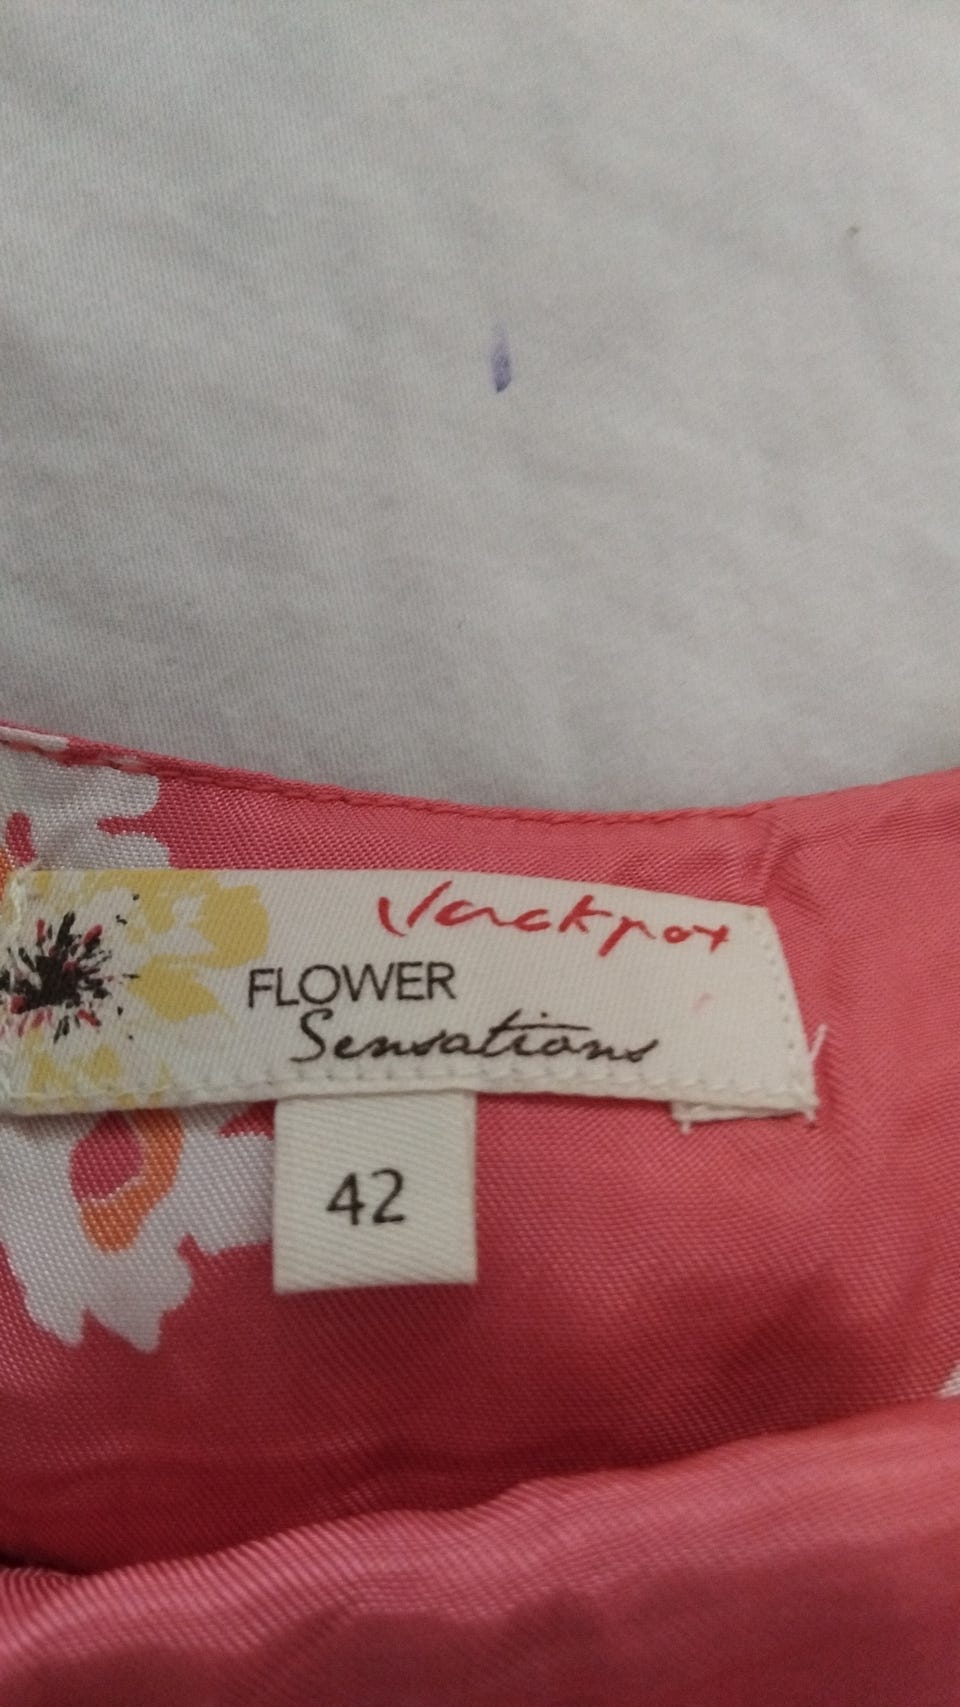 Jackpot
FLOWER
Sensations
42